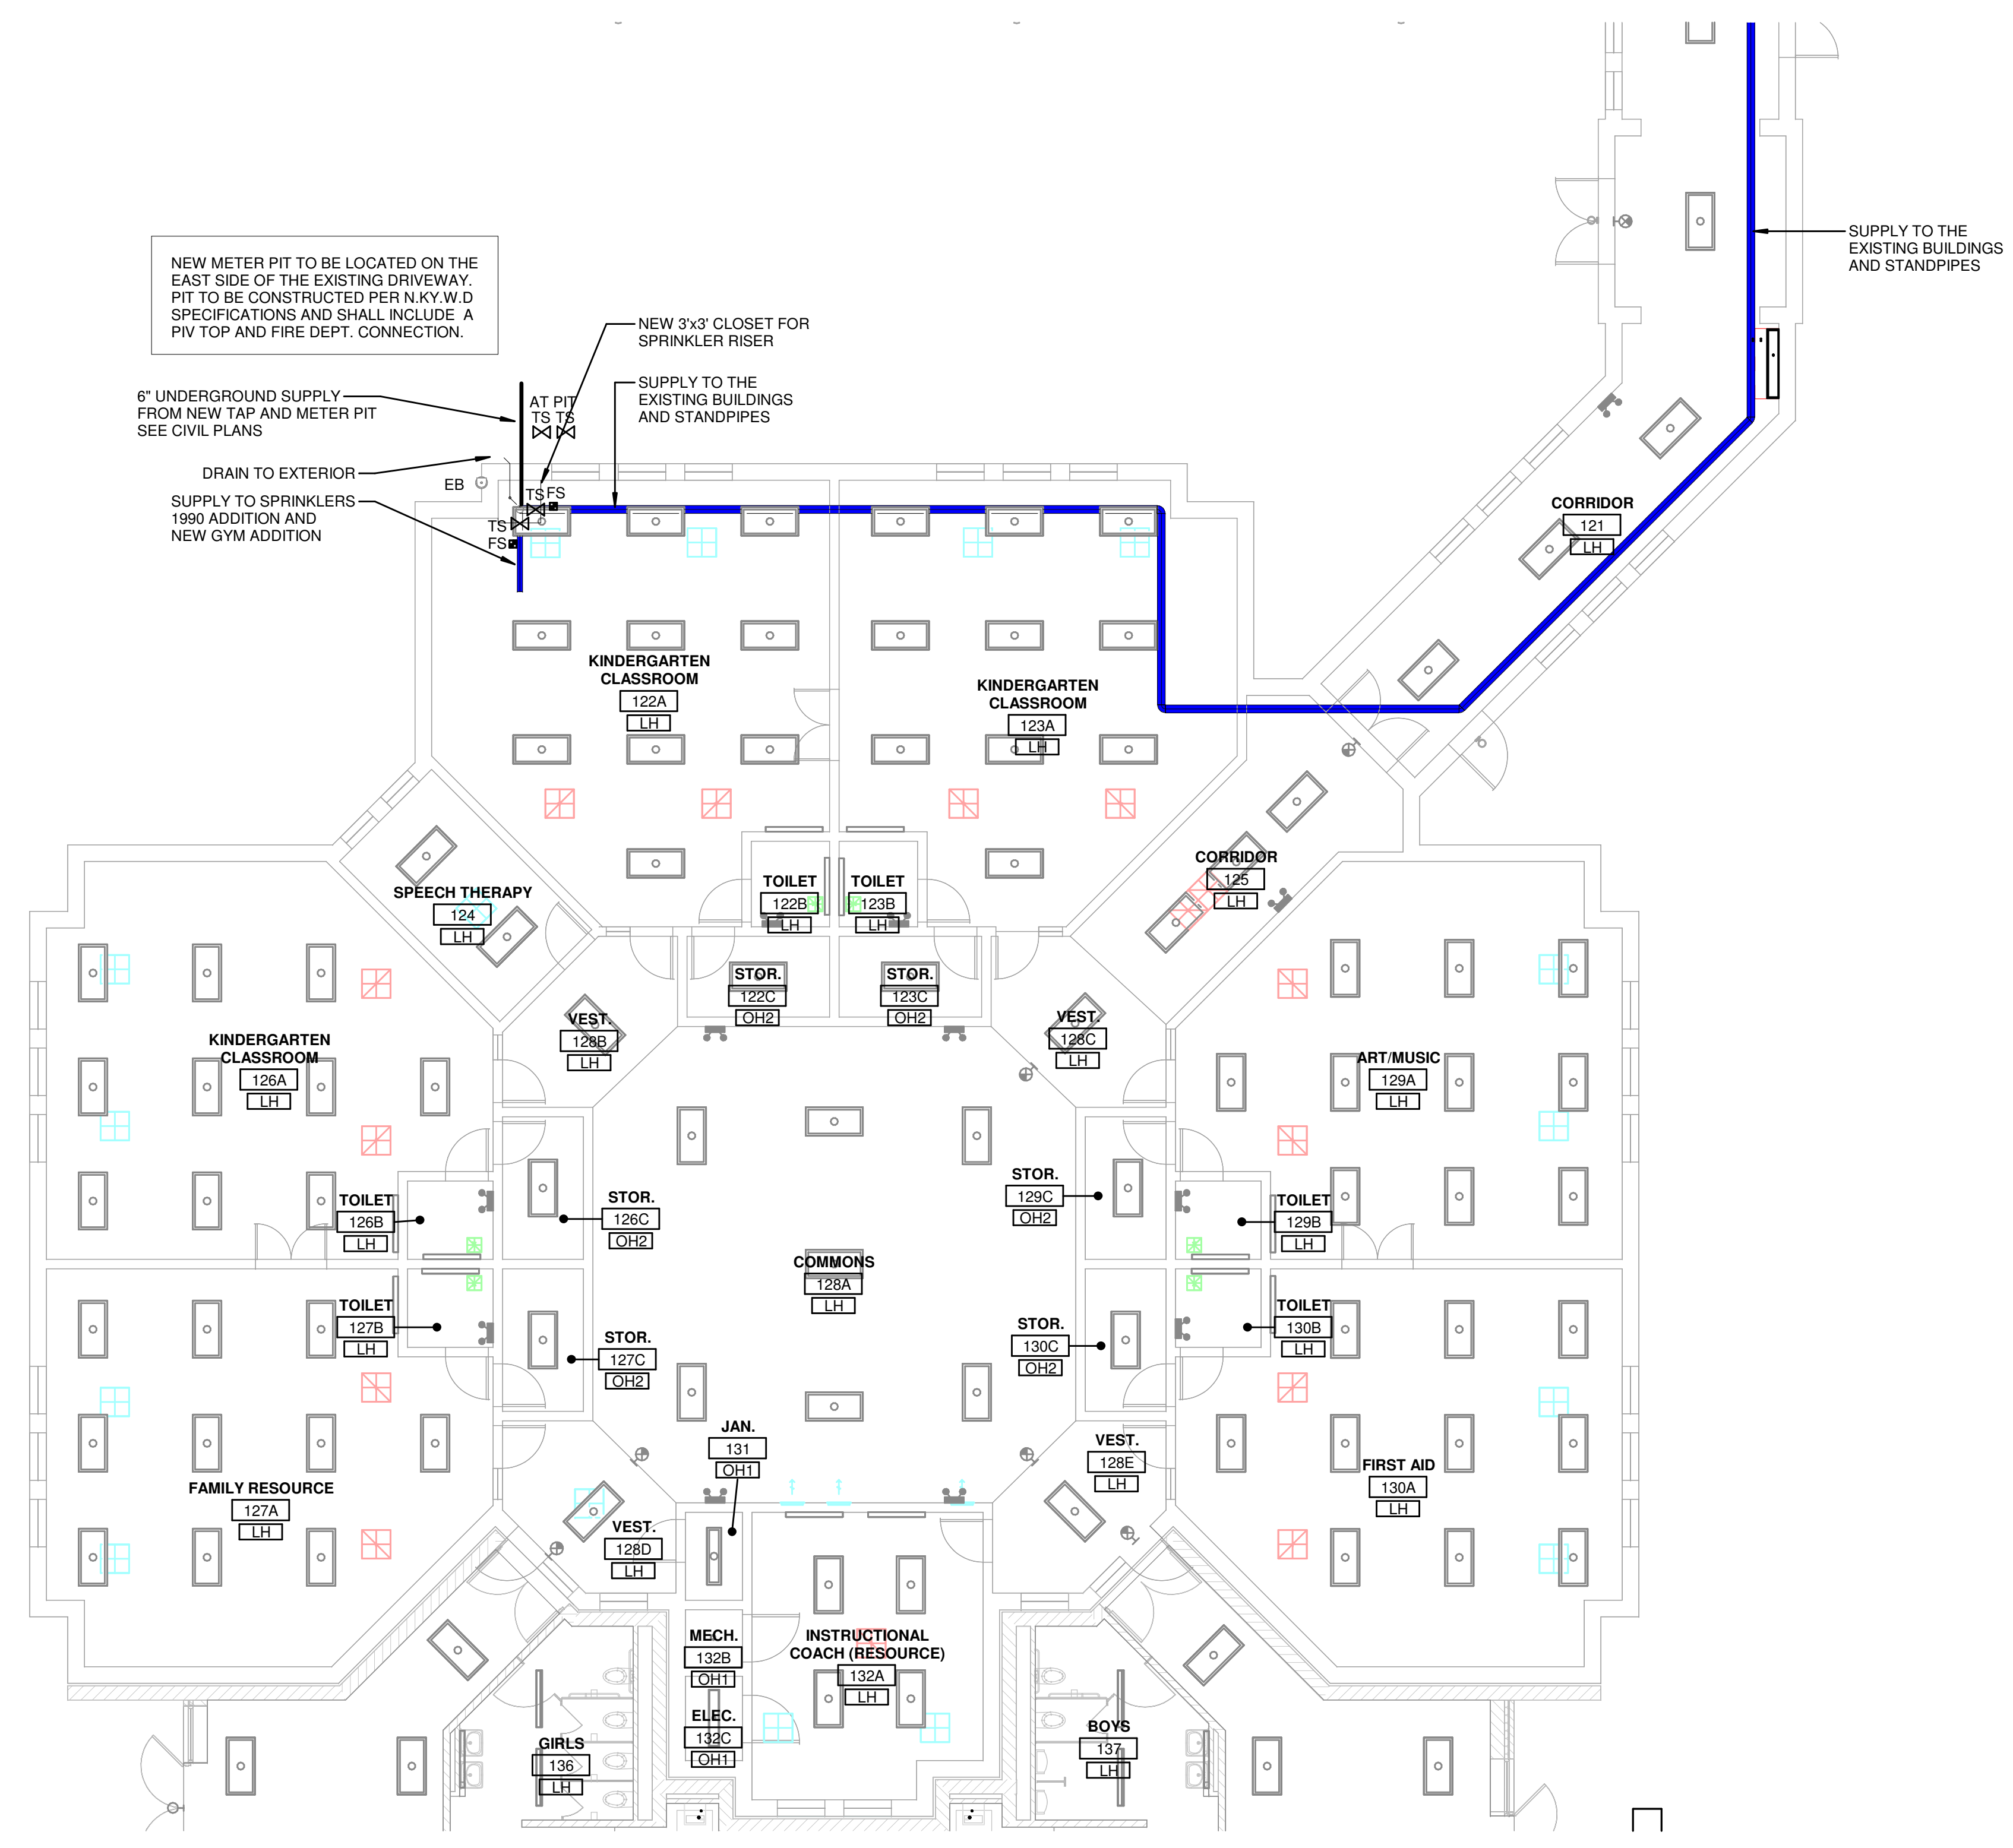 NEW METER PIT TO BE LOCATED ON THE
EAST SIDE OF THE EXISTING DRIVEWAY.
PIT TO BE CONSTRUCTED PER N.KY.W.D
SPECIFICATIONS AND SHALL INCLUDE A
PIV TOP AND FIRE DEPT. CONNECTION.
SUPPLY TO THE
EXISTING BUILDINGS
AND STANDPIPES
NEW 3'x3' CLOSET FOR
SPRINKLER RISER
SUPPLY TO THE
EXISTING BUILDINGS
AND STANDPIPES
6" UNDERGROUND SUPPLY
FROM NEW TAP AND METER PIT
SEE CIVIL PLANS
AT PIT
TS TS
DRAIN TO EXTERIOR
EB
TS FS
SUPPLY TO SPRINKLERS
1990 ADDITION AND
NEW GYM ADDITION
TS
FS
CORRIDOR
121
LH
KINDERGARTEN
CLASSROOM
122A
LH
KINDERGARTEN
CLASSROOM
123A
LH
SPEECH THERAPY
124
LH
TOILET
122B
LH
TOILET
123B
LH
CORRIDOR
125
LH
STOR.
122C
OH2
STOR.
123C
OH2
VEST.
128B
LH
VEST.
128C
LH
KINDERGARTEN
CLASSROOM
126A
LH
ART/MUSIC
129A
LH
TOILET
126B
LH
STOR.
126C
OH2
STOR.
129C
OH2
TOILET
129B
LH
COMMONS
128A
LH
TOILET
127B
LH
STOR.
127C
OH2
STOR.
130C
OH2
TOILET
130B
LH
FAMILY RESOURCE
127A
LH
JAN.
131
OH1
VEST.
128E
LH
FIRST AID
130A
LH
VEST.
128D
LH
MECH.
132B
OH1
INSTRUCTIONAL
COACH (RESOURCE)
132A
LH
ELEC.
132C
OH1
GIRLS
136
LH
BOYS
137
LH